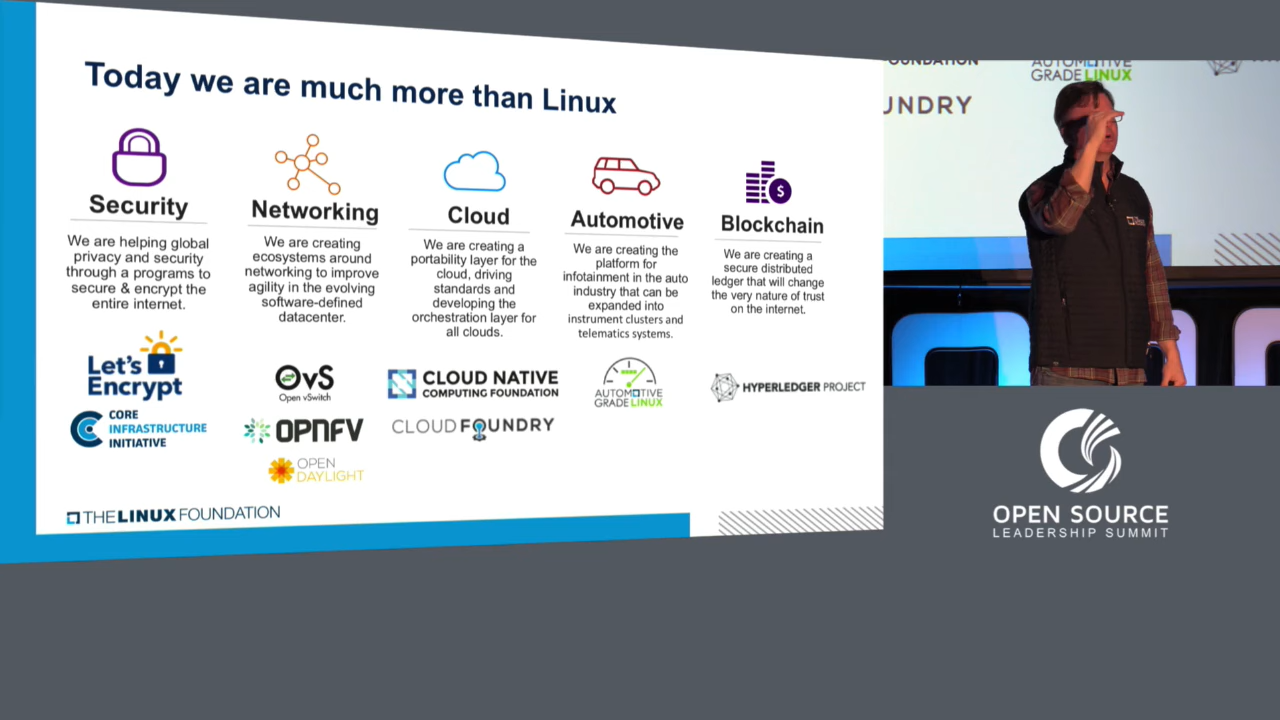 Today we are much more than Linux
Security
We are helping global
privacy and security
through a programs to
secure & encrypt the
entire internet.
Let's
Encrypt
CORE
INFRASTRUCTURE
INITIATIVE
Networking
We are creating
ecosystems around
networking to improve
agility in the evolving
software-defined
datacenter.
OvS
Open vSwitch
OPNFV
OPEN
DAYLIGHT
Cloud
We are creating a
portability layer for the
cloud, driving
standards and
developing the
orchestration layer for
all clouds.
CLOUD NATIVE
COMPUTING FOUNDATION
CLOUD FOUNDRY
Automotive
We are creating the
platform for
infotainment in the auto
industry that can be
expanded into
instrument clusters and
telematics systems.
AUTOMOTIVE
GRADE LINUX
Blockchain
$
We are creating a
secure distributed
ledger that will change
the very nature of trust
on the internet.
HYPERLEDGER PROJECT
THE LINUX FOUNDATION
AUTOMOTIVE
GRADE LINUX
UNDRY
OPEN SOURCE
LEADERSHIP SUMMIT